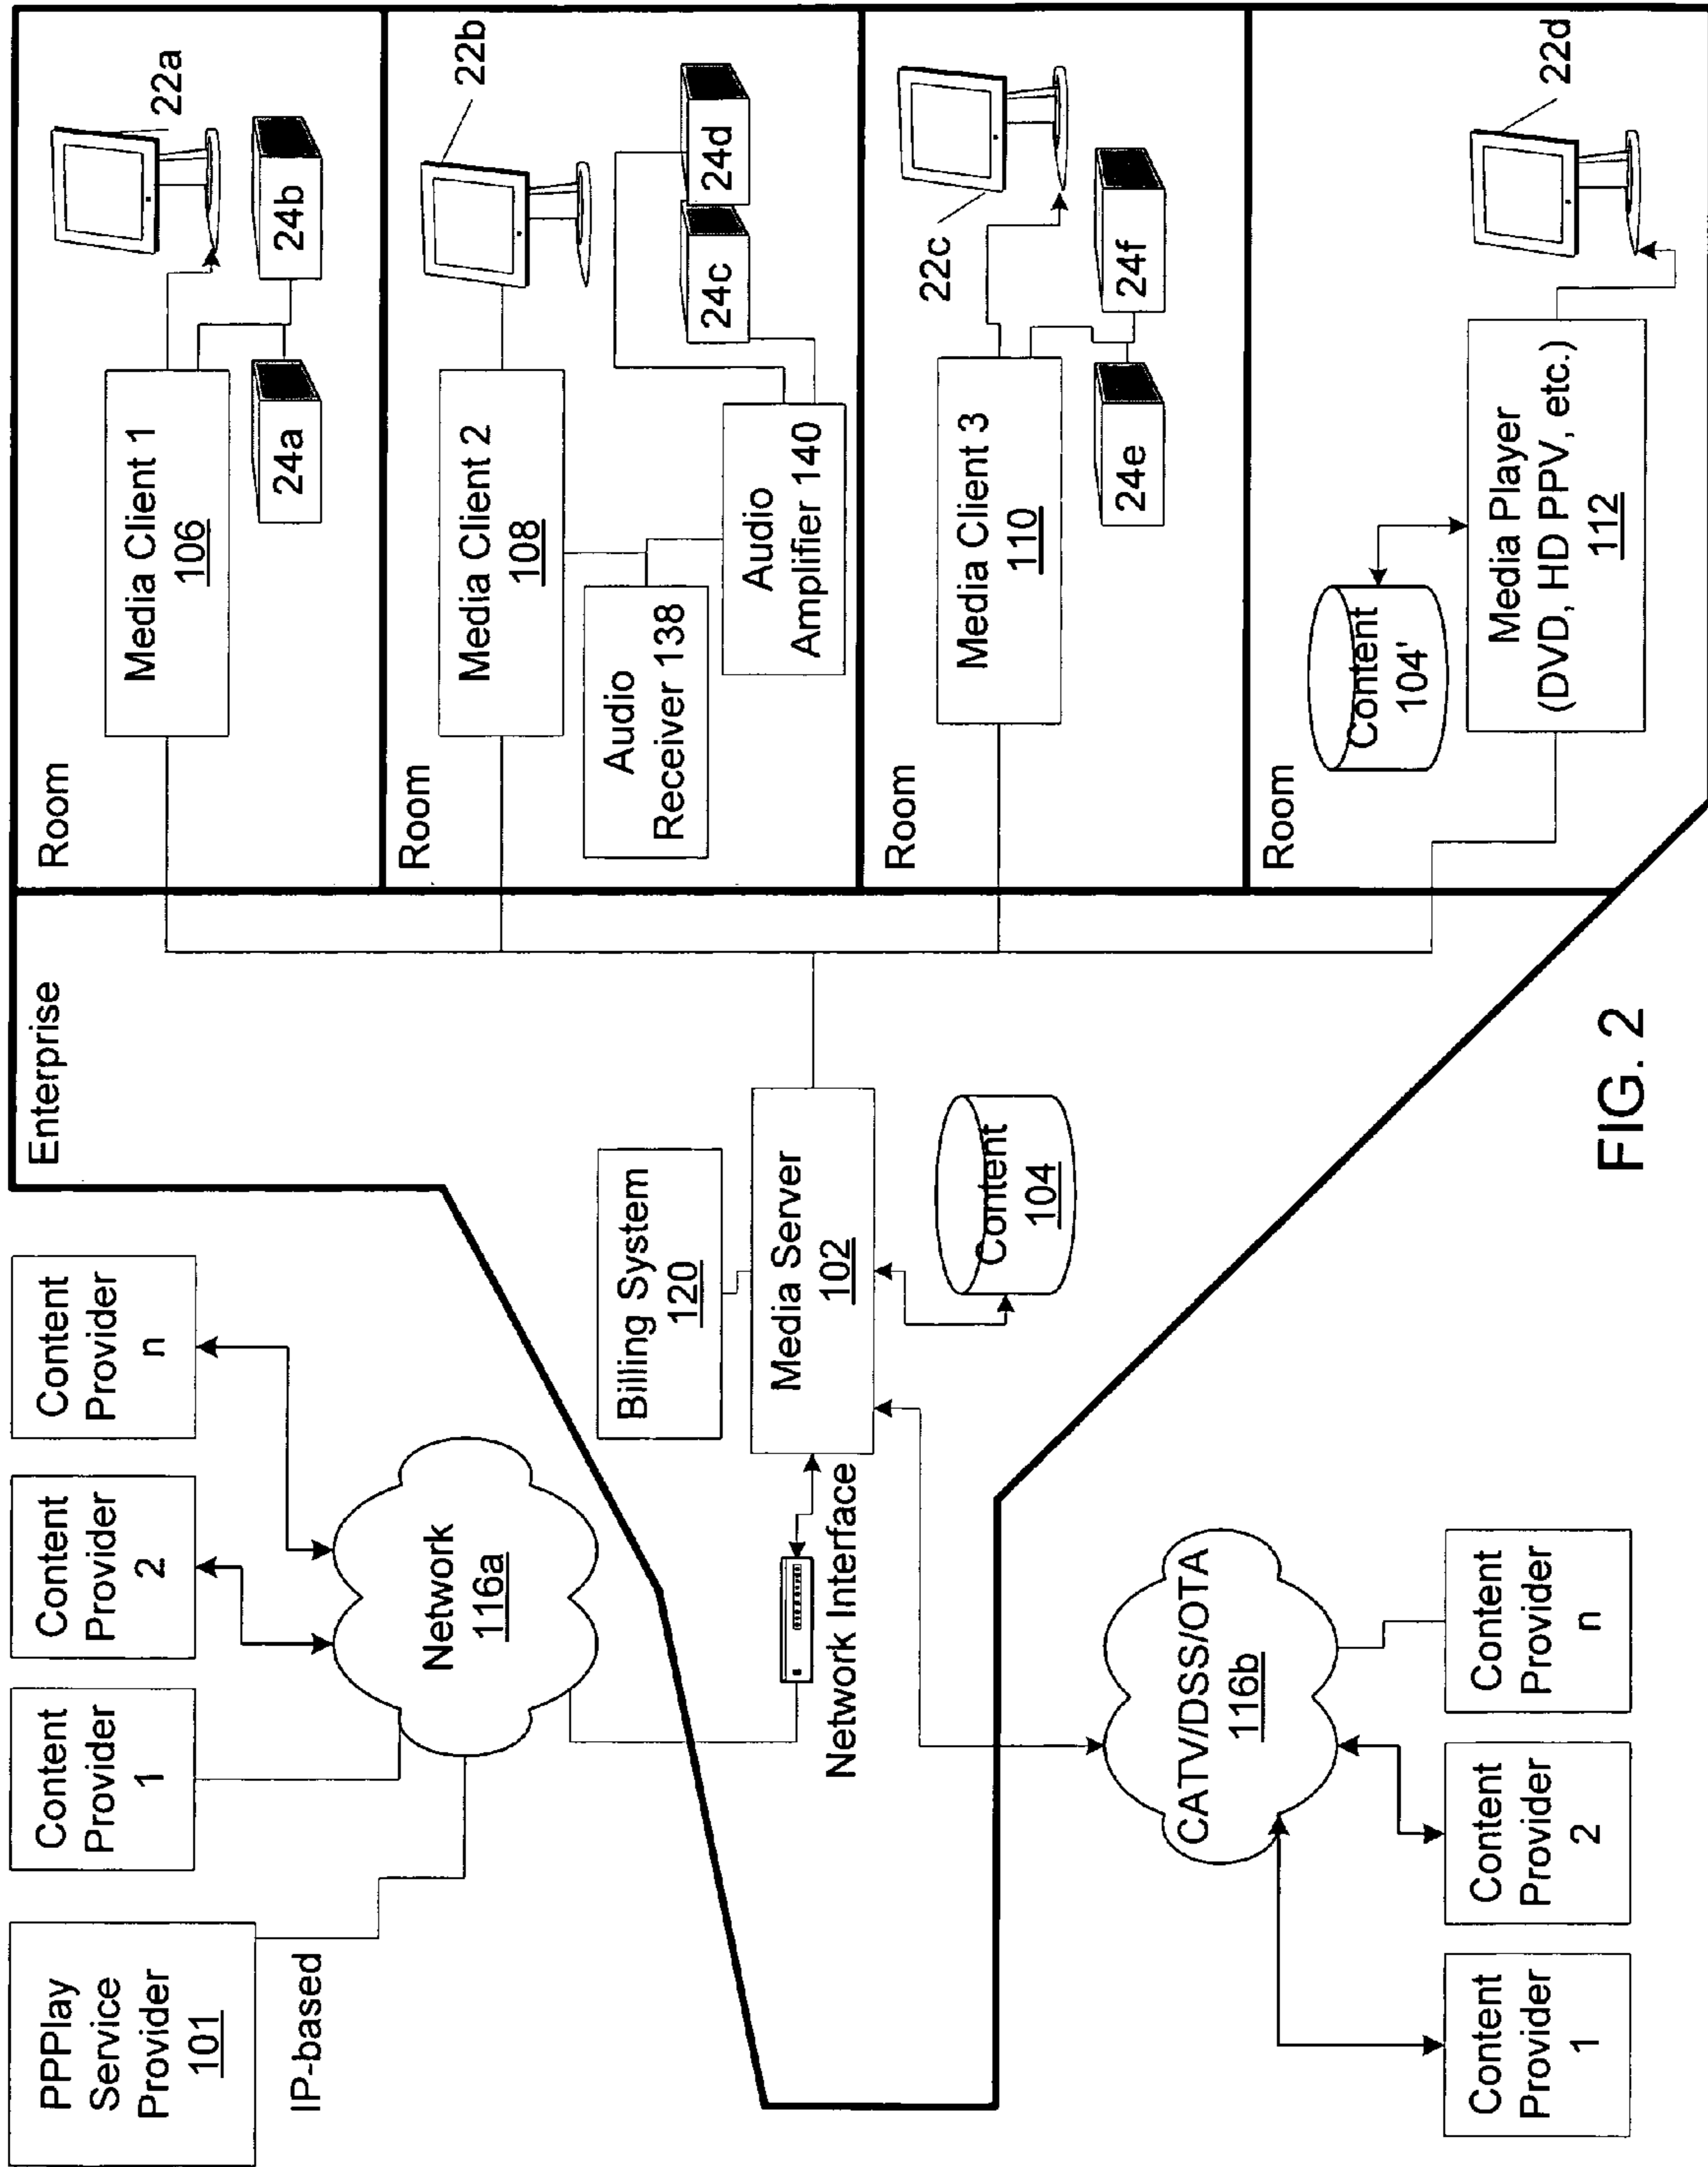 PPPlay
Service
Provider
101
IP-based
Content
Provider
1
Content
Provider
2
Content
Provider
n
Network
116a
Enterprise
Billing System
120
Media Server
102
Network Interface
Content
104
CATV/DSS/OTA
116b
Content
Provider
1
Content
Provider
2
Content
Provider
n
Room
Media Client 1
106
22a
24a
24b
Room
Media Client 2
108
22b
Audio
Receiver 138
Audio
Amplifier 140
24c
24d
Room
Media Client 3
110
22c
24e
24f
Room
Content
104'
Media Player
(DVD, HD PPV, etc.)
112
22d
FIG. 2